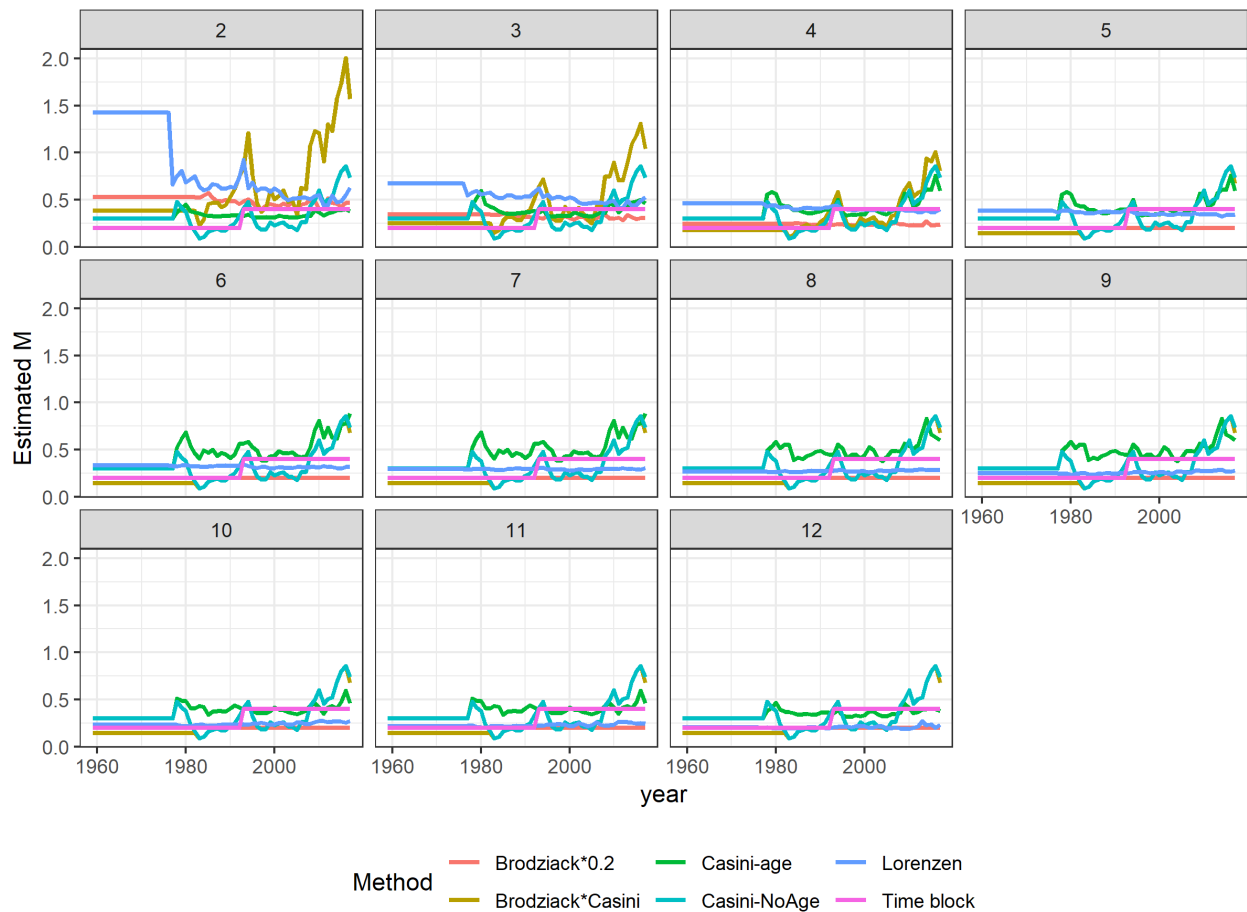 2 3 4 5
2.0
1.5
1.0
0.5
0.0
6 7 8 9
2.0
1.5
1.0
0.5
0.0
1960 1980 2000
10 11 12
2.0
1.5
1.0
0.5
0.0
1960 1980 2000 1960 1980 2000 1960 1980 2000
Estimated M
year
Method
Brodziack*0.2 Casini-age Lorenzen
Brodziack*Casini Casini-NoAge Time block